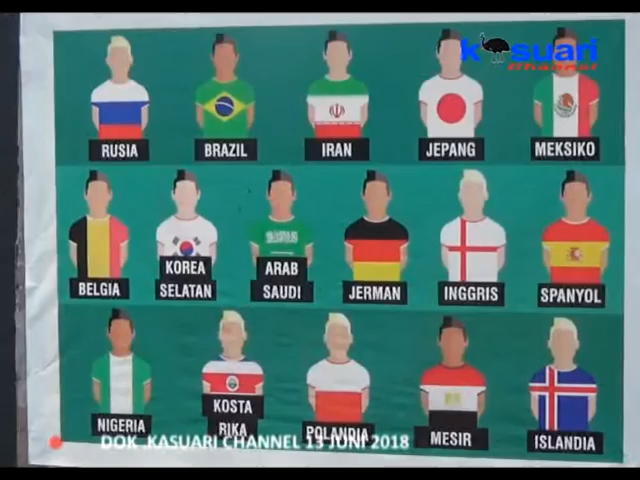 kasuari
Channel
RUSIA
BRAZIL
IRAN
JEPANG
MEKSIKO
BELGIA
KOREA
SELATAN
ARAB
SAUDI
JERMAN
INGGRIS
SPANYOL
NIGERIA
KOSTA
RIKA
POLANDIA
MESIR
ISLANDIA
DOK .KASUARI CHANNEL 13 JUNI 2018